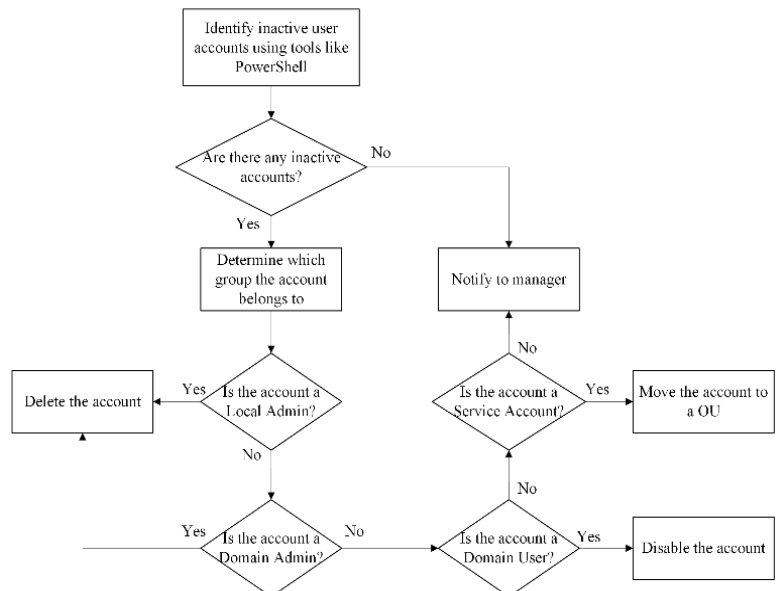 Identify inactive user
accounts using tools like
PowerShell
Are there any inactive
accounts?
No
Yes
Determine which
group the account
belongs to
Notify to manager
No
Delete the account
Yes
Is the account a
Local Admin?
Is the account a
Service Account?
Yes
Move the account to
a OU
No
No
Yes
Is the account a
Domain Admin?
No
Is the account a
Domain User?
Yes
Disable the account